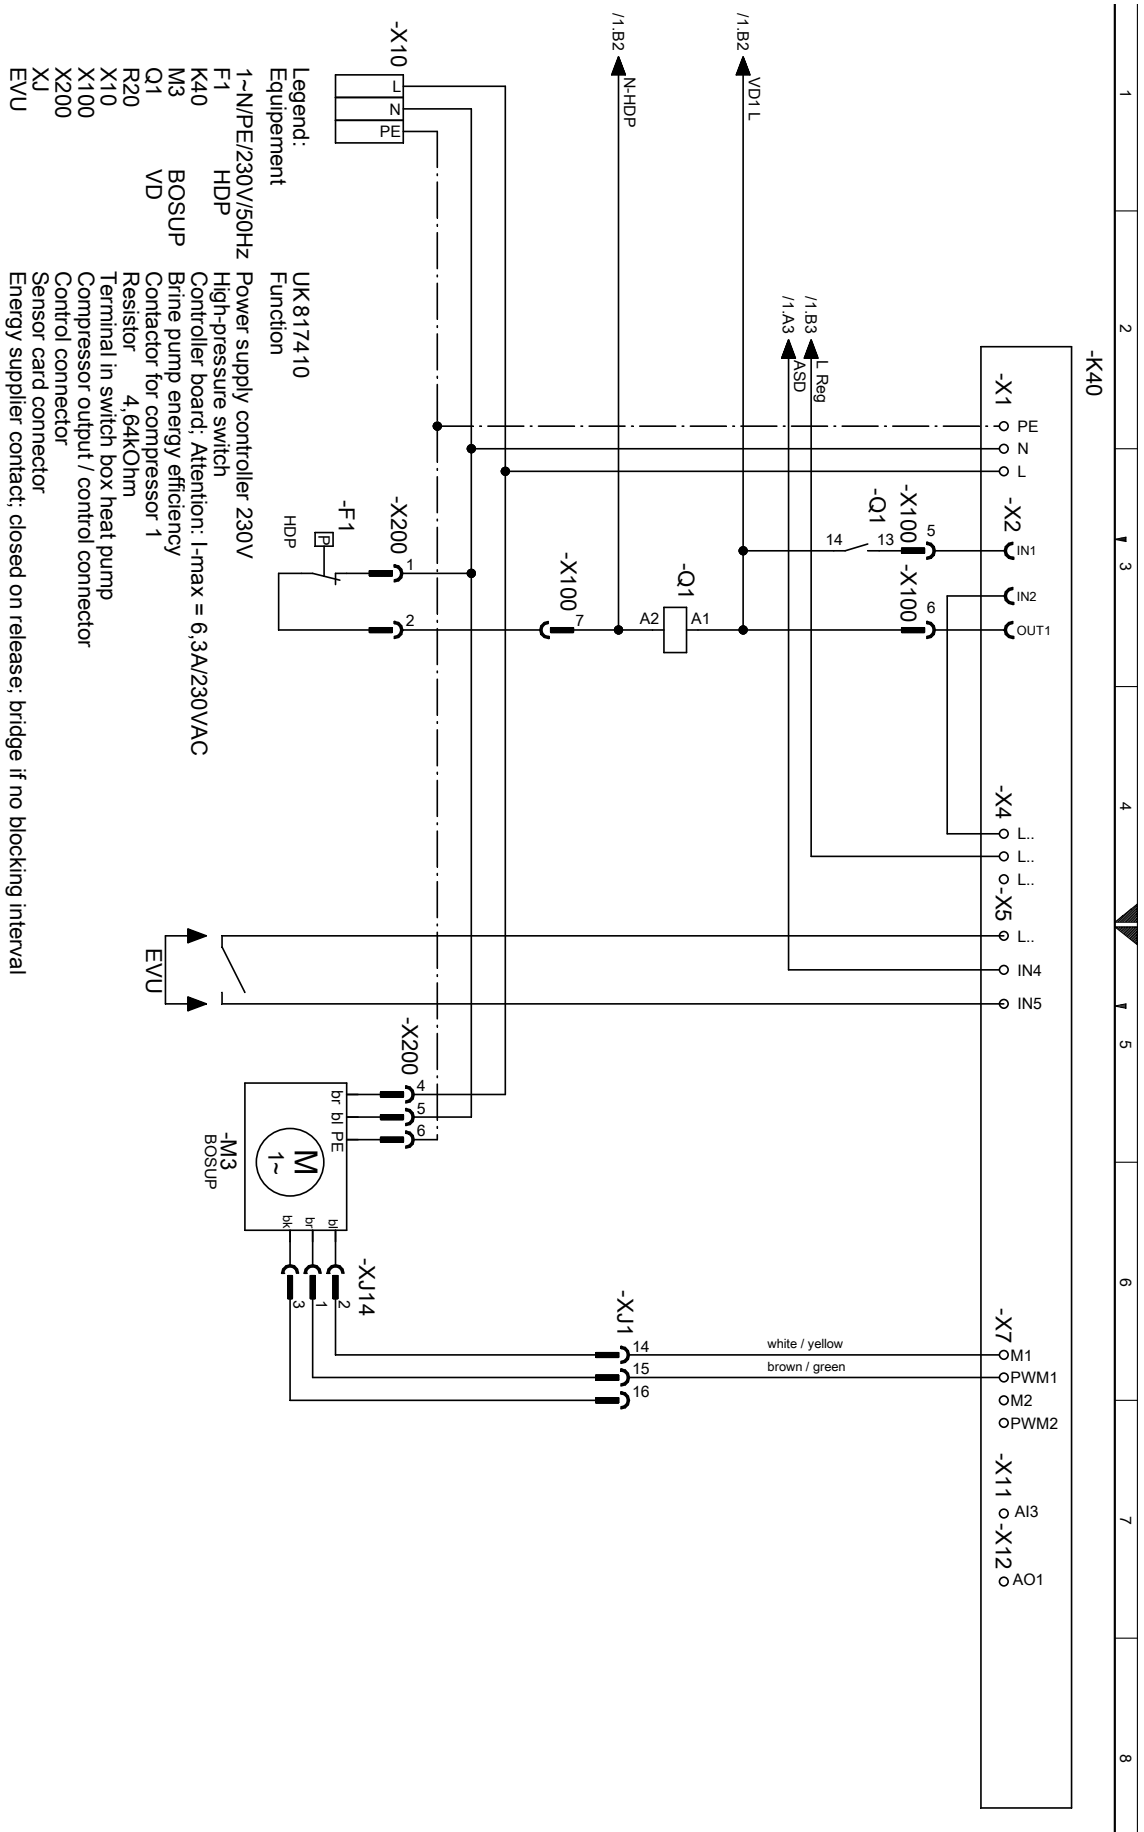 1
2
3
4
5
6
7
8
-K40
-X1
PE
N
L
-X2
IN1
IN2
OUT1
-X4
L..
L..
L..
-X5
L..
IN4
IN5
-X7
M1
PWM1
M2
PWM2
-X11
AI3
-X12
AO1
-X100
5
-X100
6
-Q1
13
14
L Reg
/1.B3
ASD
/1.A3
VD1 L
/1.B2
-Q1
A1
A2
N-HDP
/1.B2
-X100
7
white / yellow
brown / green
-XJ1
14
15
16
-X10
L
N
PE
-X200
1
2
-F1
P
HDP
-X200
4
5
6
br
bl
PE
M
1~
-M3
BOSUP
bl
br
bk
-XJ14
2
1
3
EVU
Legend: UK817410
Equipement Function
1~N/PE/230V/50Hz Power supply controller 230V
F1 HDP High-pressure switch
K40 Controller board; Attention: I-max = 6,3A/230VAC
M3 BOSUP Brine pump energy efficiency
Q1 VD Contactor for compressor 1
R20 Resistor 4,64kOhm
X10 Terminal in switch box heat pump
X100 Compressor output / control connector
X200 Control connector
XJ Sensor card connector
EVU Energy supplier contact; closed on release; bridge if no blocking interval